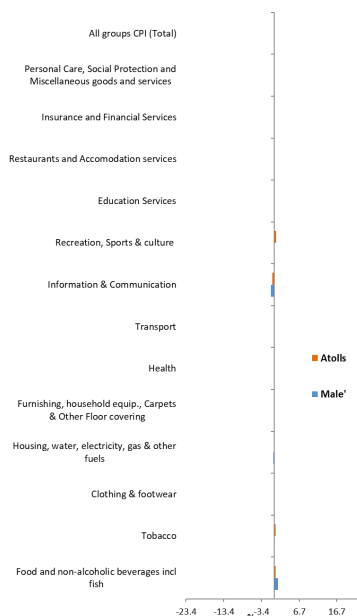 All groups CPI (Total)
Personal Care, Social Protection and
Miscellaneous goods and services
Insurance and Financial Services
Restaurants and Accomodation services
Education Services
Recreation, Sports & culture
Information & Communication
Transport
Health
Furnishing, household equip., Carpets
& Other Floor covering
Housing, water, electricity, gas & other
fuels
Clothing & footwear
Tobacco
Food and non-alcoholic beverages incl
fish
Atolls
Male'
-23.4 -13.4 -3.4 6.7 16.7